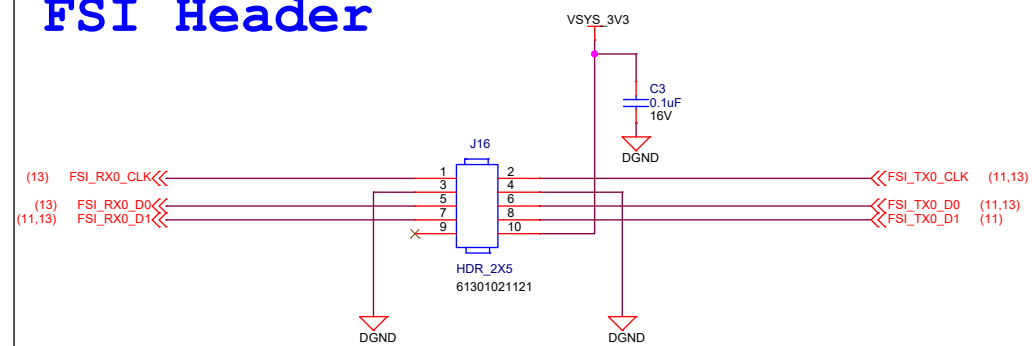 FSI Header
VSYS_3V3
C3
0.1uF
16V
DGND
J16
(13) FSI_RX0_CLK 1 2 FSI_TX0_CLK (11,13)
3 4
(13) FSI_RX0_D0 5 6 FSI_TX0_D0 (11,13)
(11,13) FSI_RX0_D1 7 8 FSI_TX0_D1 (11)
9 10
HDR_2X5
61301021121
DGND DGND